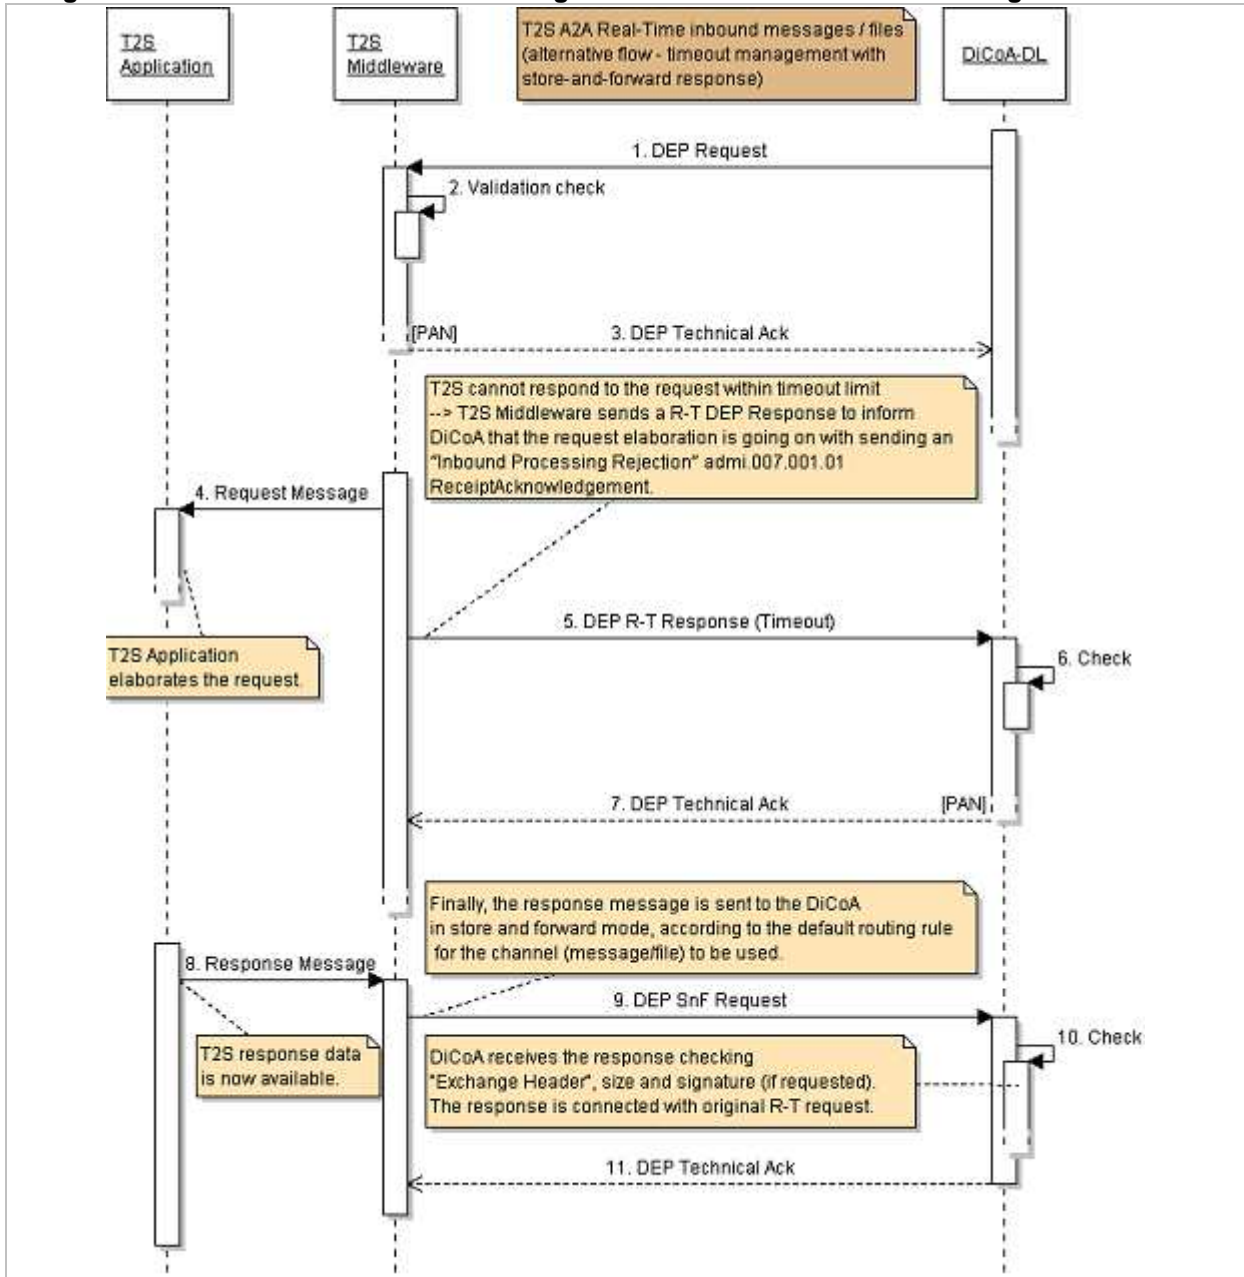 T2S
Application
T2S
Middleware
T2S A2A Real-Time inbound messages / files
(alternative flow - timeout management with
store-and-forward response)
DiCoA-DL
1. DEP Request
2. Validation check
[PAN]
3. DEP Technical Ack
T2S cannot respond to the request within timeout limit
--> T2S Middleware sends a R-T DEP Response to inform
DiCoA that the request elaboration is going on with sending an
"Inbound Processing Rejection" admi.007.001.01
ReceiptAcknowledgement.
4. Request Message
5. DEP R-T Response (Timeout)
T2S Application
elaborates the request.
6. Check
7. DEP Technical Ack
[PAN]
Finally, the response message is sent to the DiCoA
in store and forward mode, according to the default routing rule
for the channel (message/file) to be used.
8. Response Message
9. DEP SnF Request
10. Check
T2S response data
is now available.
DiCoA receives the response checking
"Exchange Header", size and signature (if requested).
The response is connected with original R-T request.
11. DEP Technical Ack